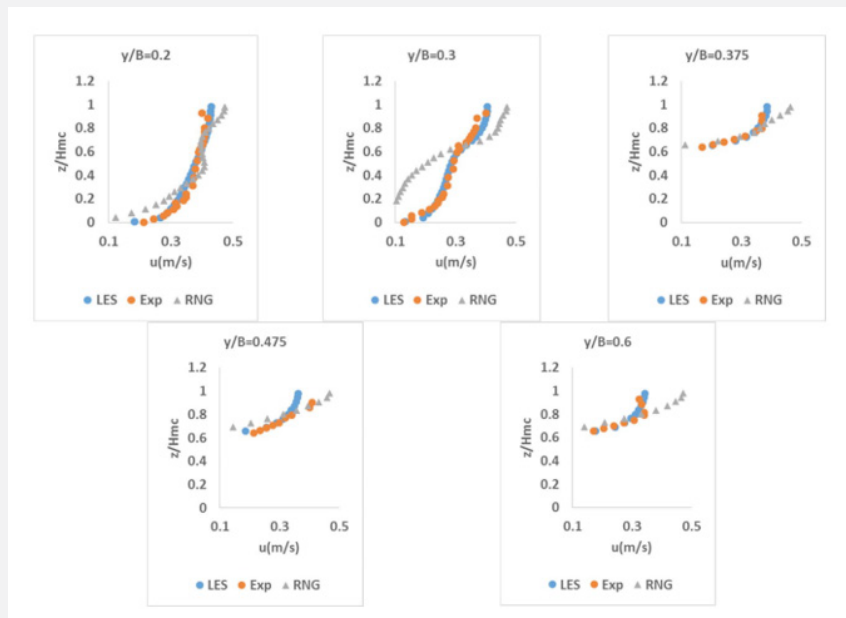 y/B=0.2
1.2
1
0.8
0.6
0.4
0.2
0
z/Hmc
0.1 0.3 0.5
u(m/s)
LES Exp RNG
y/B=0.3
1.2
1
0.8
0.6
0.4
0.2
0
z/Hmc
0.1 0.3 0.5
u(m/s)
LES Exp RNG
y/B=0.375
1.2
1
0.8
0.6
0.4
0.2
0
z/Hmc
0.1 0.3 0.5
u(m/s)
LES Exp RNG
y/B=0.475
1.2
1
0.8
0.6
0.4
0.2
0
z/Hmc
0.1 0.3 0.5
u(m/s)
LES Exp RNG
y/B=0.6
1.2
1
0.8
0.6
0.4
0.2
0
z/Hmc
0.1 0.3 0.5
u(m/s)
LES Exp RNG